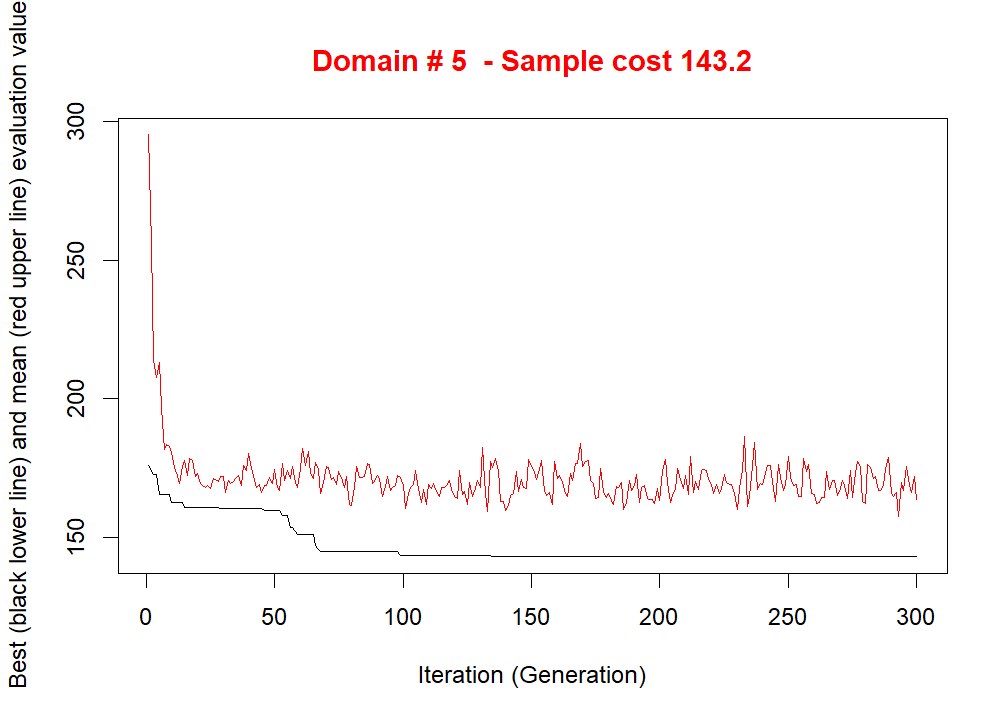 Domain # 5  - Sample cost 143.2
Best (black lower line) and mean (red upper line) evaluation value
300
250
200
150
0 50 100 150 200 250 300
Iteration (Generation)